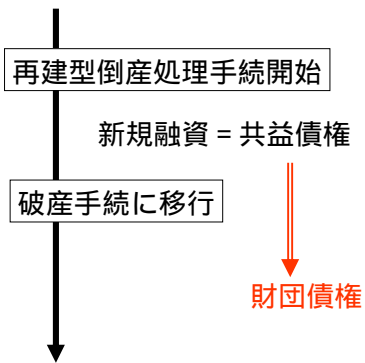 再建型倒産処理手続開始
新規融資 = 共益債権
破産手続に移行
財団債権